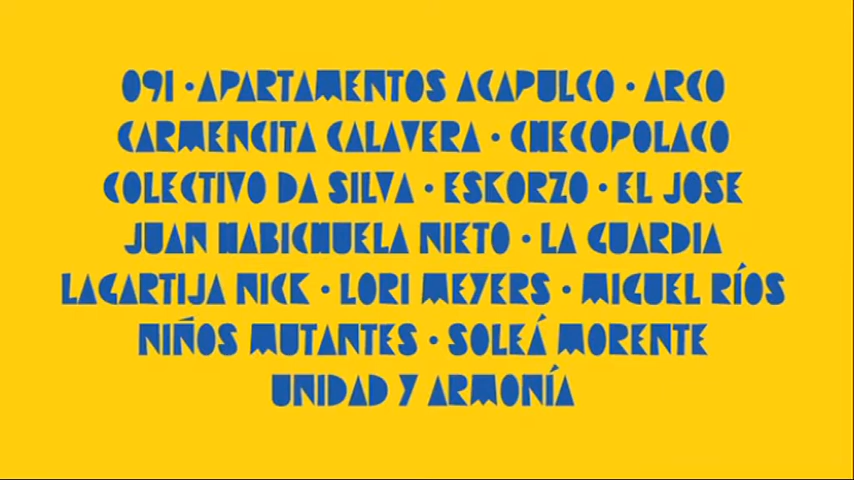 091 • APARTAMENTOS ACAPULCO • ARCO
CARMENCITA CALAVERA • CHECOPOLACO
COLECTIVO DA SILVA • ESKORZO • EL JOSE
JUAN HABICHUELA NIETO • LA GUARDIA
LAGARTIJA NICK • LORI MEYERS • MIGUEL RÍOS
NIÑOS MUTANTES • SOLEÁ MORENTE
UNIDAD Y ARMONÍA